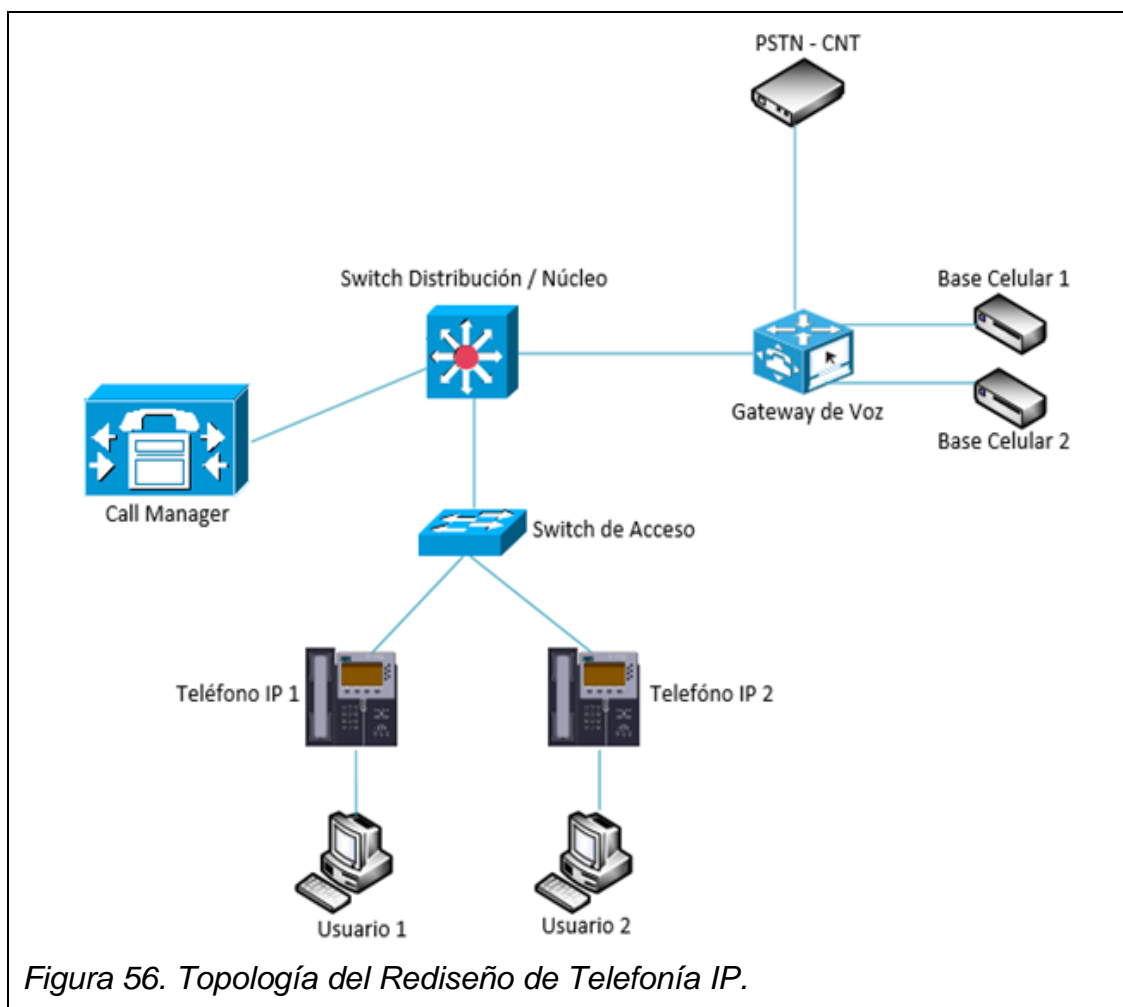 PSTN - CNT
Switch Distribución / Núcleo
Base Celular 1
Gateway de Voz
Base Celular 2
Call Manager
Switch de Acceso
Teléfono IP 1
Telefóno IP 2
Usuario 1
Usuario 2
Figura 56. Topología del Rediseño de Telefonía IP.